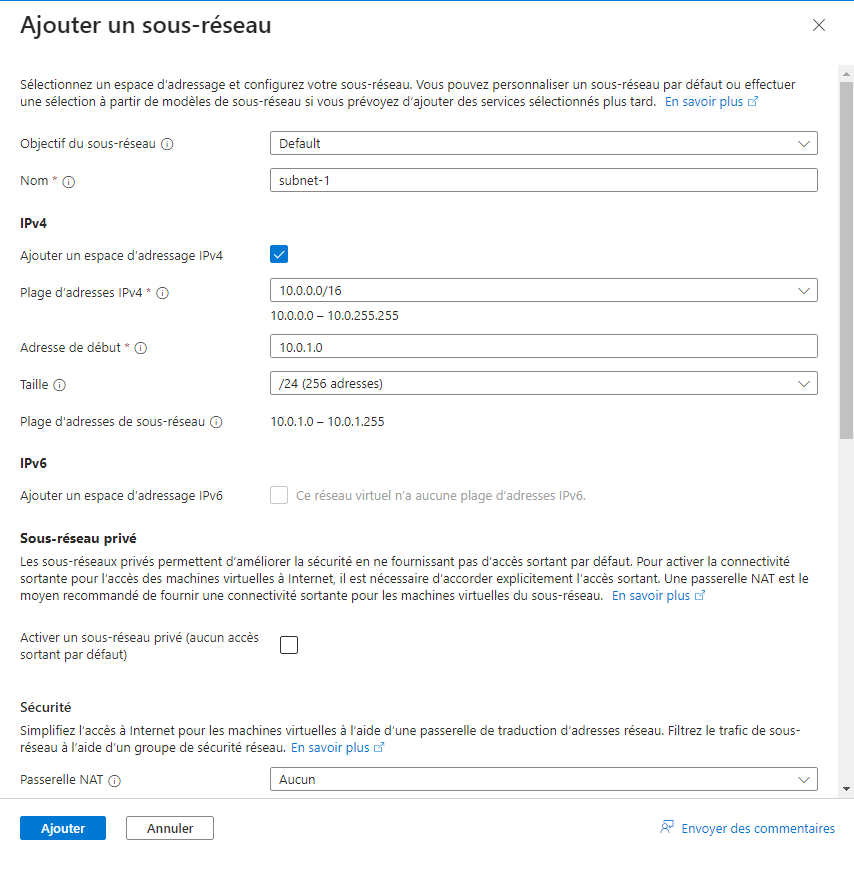 Ajouter un sous-réseau
Sélectionnez un espace d'adressage et configurez votre sous-réseau. Vous pouvez personnaliser un sous-réseau par défaut ou effectuer
une sélection à partir de modèles de sous-réseau si vous prévoyez d'ajouter des services sélectionnés plus tard. En savoir plus
Objectif du sous-réseau
Default
Nom *
subnet-1
IPv4
Ajouter un espace d'adressage IPv4
Plage d'adresses IPv4 *
10.0.0.0/16
10.0.0.0 – 10.0.255.255
Adresse de début *
10.0.1.0
Taille
/24 (256 adresses)
Plage d'adresses de sous-réseau
10.0.1.0 – 10.0.1.255
IPv6
Ajouter un espace d'adressage IPv6
Ce réseau virtuel n'a aucune plage d'adresses IPv6.
Sous-réseau privé
Les sous-réseaux privés permettent d'améliorer la sécurité en ne fournissant pas d'accès sortant par défaut. Pour activer la connectivité
sortante pour l'accès des machines virtuelles à Internet, il est nécessaire d'accorder explicitement l'accès sortant. Une passerelle NAT est le
moyen recommandé de fournir une connectivité sortante pour les machines virtuelles du sous-réseau. En savoir plus
Activer un sous-réseau privé (aucun accès
sortant par défaut)
Sécurité
Simplifiez l'accès à Internet pour les machines virtuelles à l'aide d'une passerelle de traduction d'adresses réseau. Filtrez le trafic de sous-
réseau à l'aide d'un groupe de sécurité réseau. En savoir plus
Passerelle NAT
Aucun
Ajouter
Annuler
Envoyer des commentaires